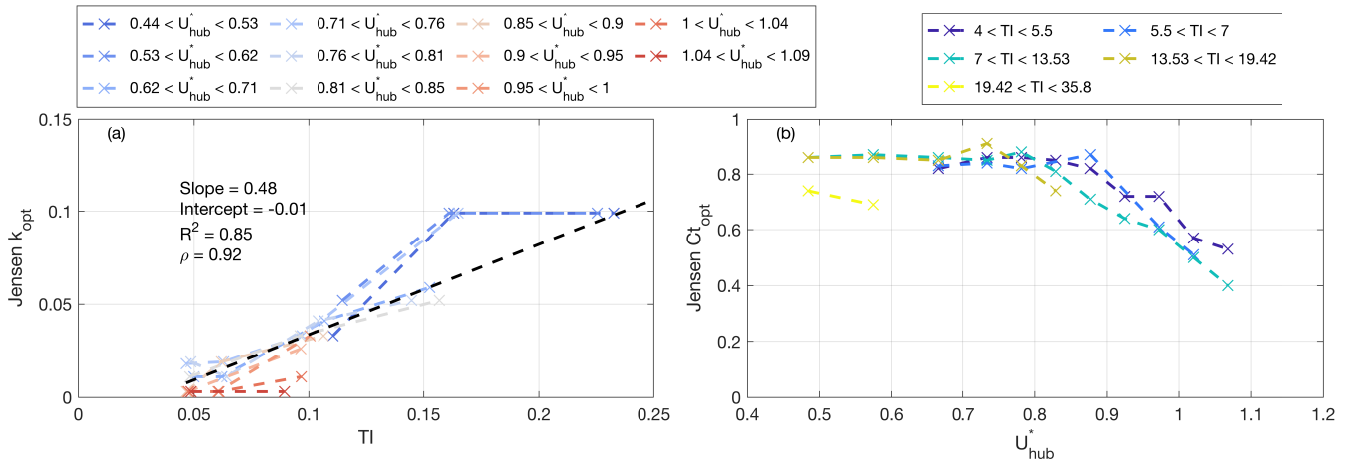 0.44 < U*hub < 0.53
0.71 < U*hub < 0.76
0.85 < U*hub < 0.9
1 < U*hub < 1.04
0.53 < U*hub < 0.62
0.76 < U*hub < 0.81
0.9 < U*hub < 0.95
1.04 < U*hub < 1.09
0.62 < U*hub < 0.71
0.81 < U*hub < 0.85
0.95 < U*hub < 1
4 < TI < 5.5
5.5 < TI < 7
7 < TI < 13.53
13.53 < TI < 19.42
19.42 < TI < 35.8
(a)
Slope = 0.48
Intercept = -0.01
R2 = 0.85
ρ = 0.92
Jensen kopt
0.15
0.1
0.05
0
0 0.05 0.1 0.15 0.2 0.25
TI
(b)
Jensen Ctopt
1
0.8
0.6
0.4
0.2
0
0.4 0.5 0.6 0.7 0.8 0.9 1 1.1 1.2
U*hub